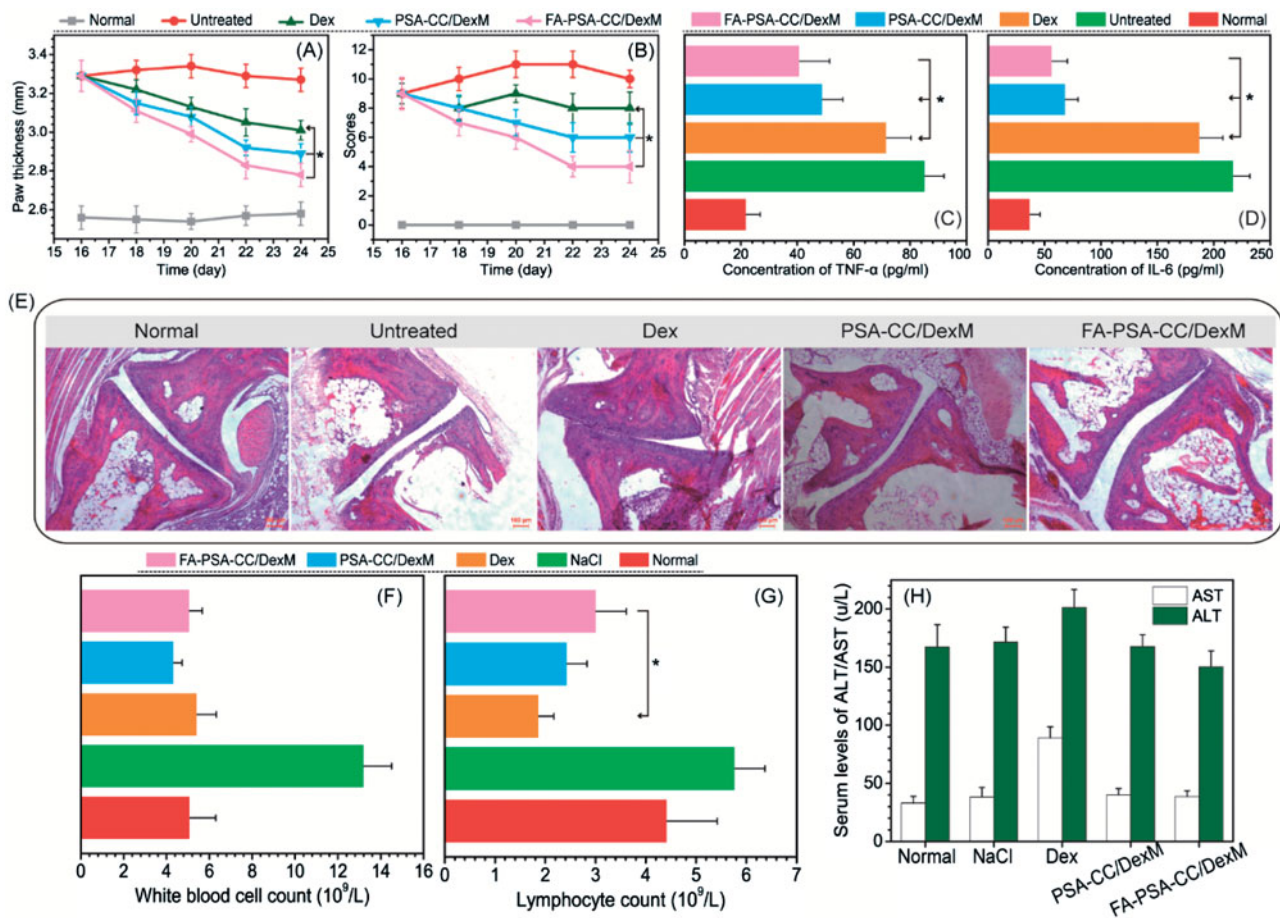 Normal Untreated Dex PSA-CC/DexM FA-PSA-CC/DexM
(A)
Paw thickness (mm)
3.4
3.2
3.0
2.8
2.6
*
15 16 17 18 19 20 21 22 23 24 25
Time (day)
(B)
Scores
12
10
8
6
4
2
0
*
15 16 17 18 19 20 21 22 23 24 25
Time (day)
FA-PSA-CC/DexM PSA-CC/DexM Dex Untreated Normal
*
(C)
0 20 40 60 80 100
Concentration of TNF-α (pg/ml)
*
(D)
0 50 100 150 200 250
Concentration of IL-6 (pg/ml)
(E)
Normal Untreated Dex PSA-CC/DexM FA-PSA-CC/DexM
100 μm
FA-PSA-CC/DexM PSA-CC/DexM Dex NaCl Normal
(F)
0 2 4 6 8 10 12 14 16
White blood cell count (10⁹/L)
(G)
*
0 1 2 3 4 5 6 7
Lymphocyte count (10⁹/L)
(H)
AST
ALT
Serum levels of ALT/AST (u/L)
200
150
100
50
0
Normal NaCl Dex PSA-CC/DexM FA-PSA-CC/DexM